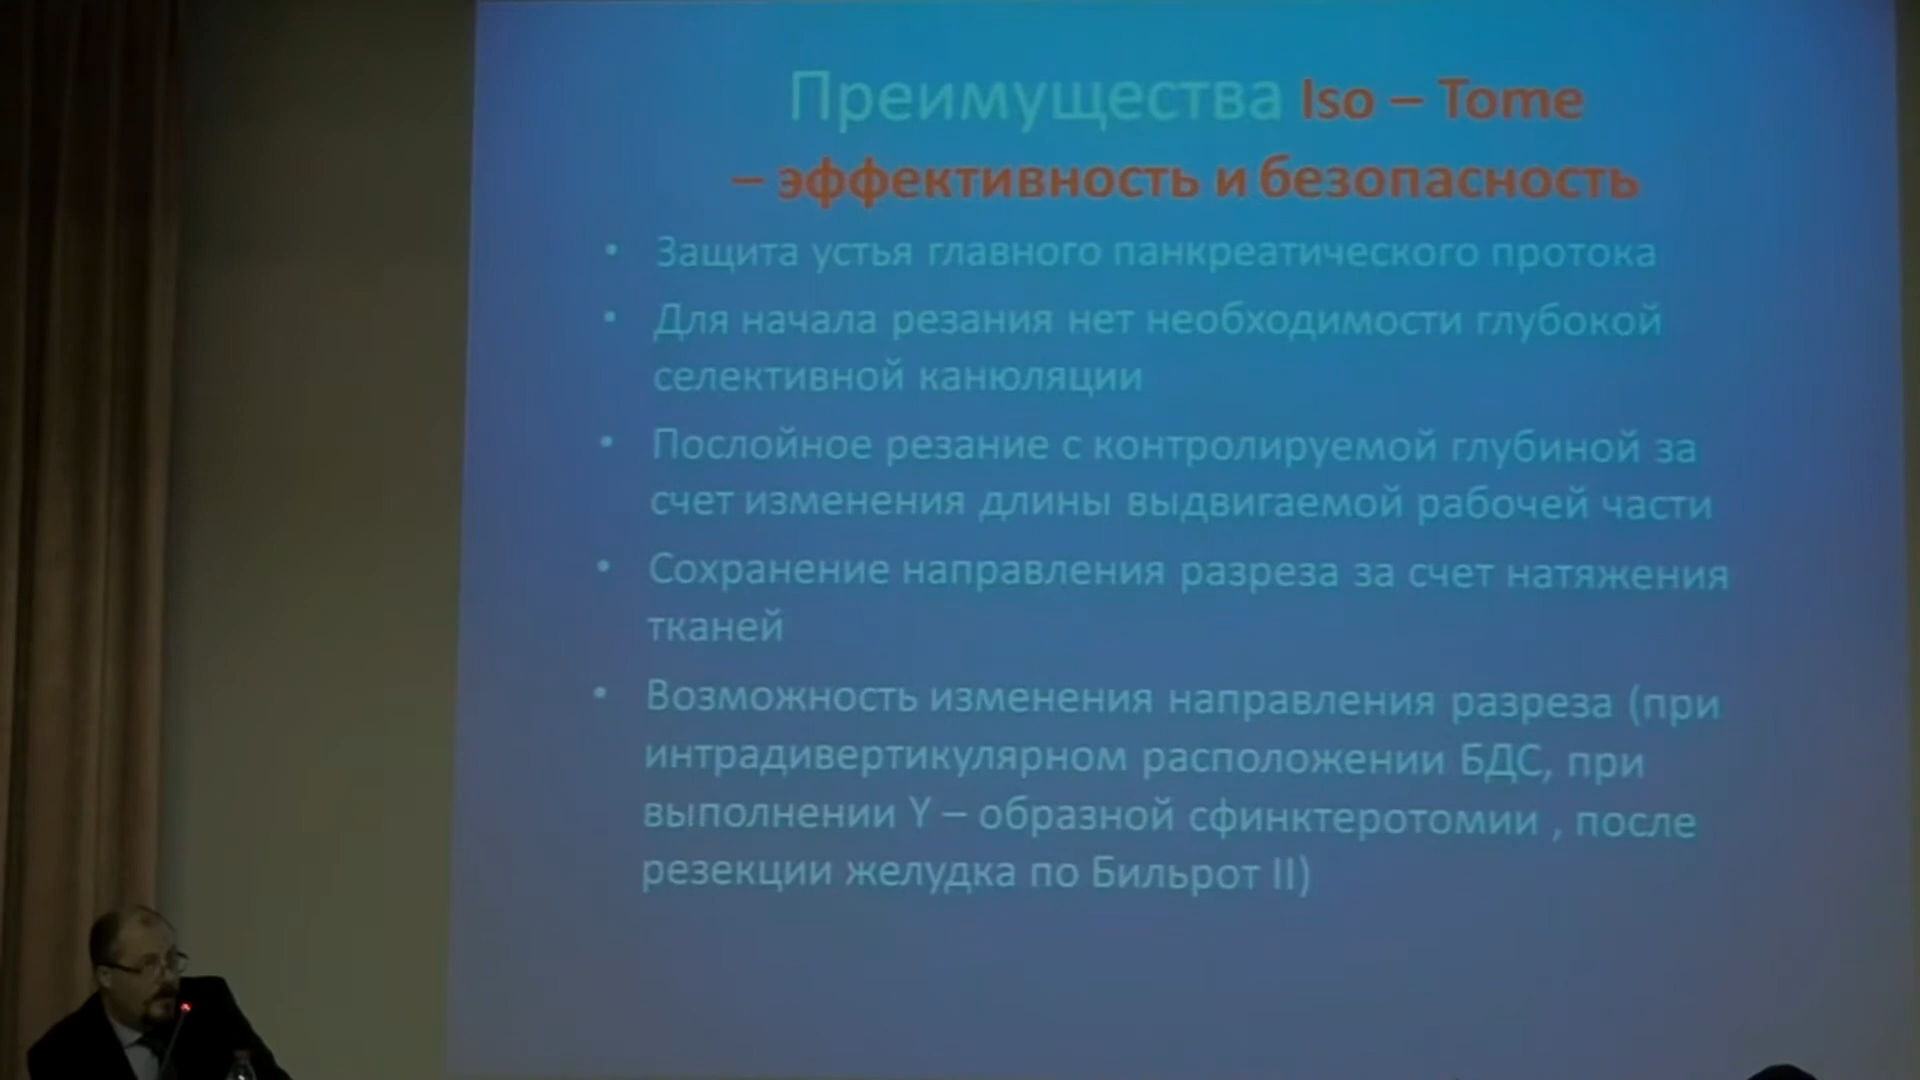 Преимущества Iso – Tome
– эффективность и безопасность
• Защита устья главного панкреатического протока
• Для начала резания нет необходимости глубокой
селективной канюляции
• Послойное резание с контролируемой глубиной за
счет изменения длины выдвигаемой рабочей части
• Сохранение направления разреза за счет натяжения
тканей
• Возможность изменения направления разреза (при
интрадивертикулярном расположении БДС, при
выполнении Y – образной сфинктеротомии , после
резекции желудка по Бильрот II)